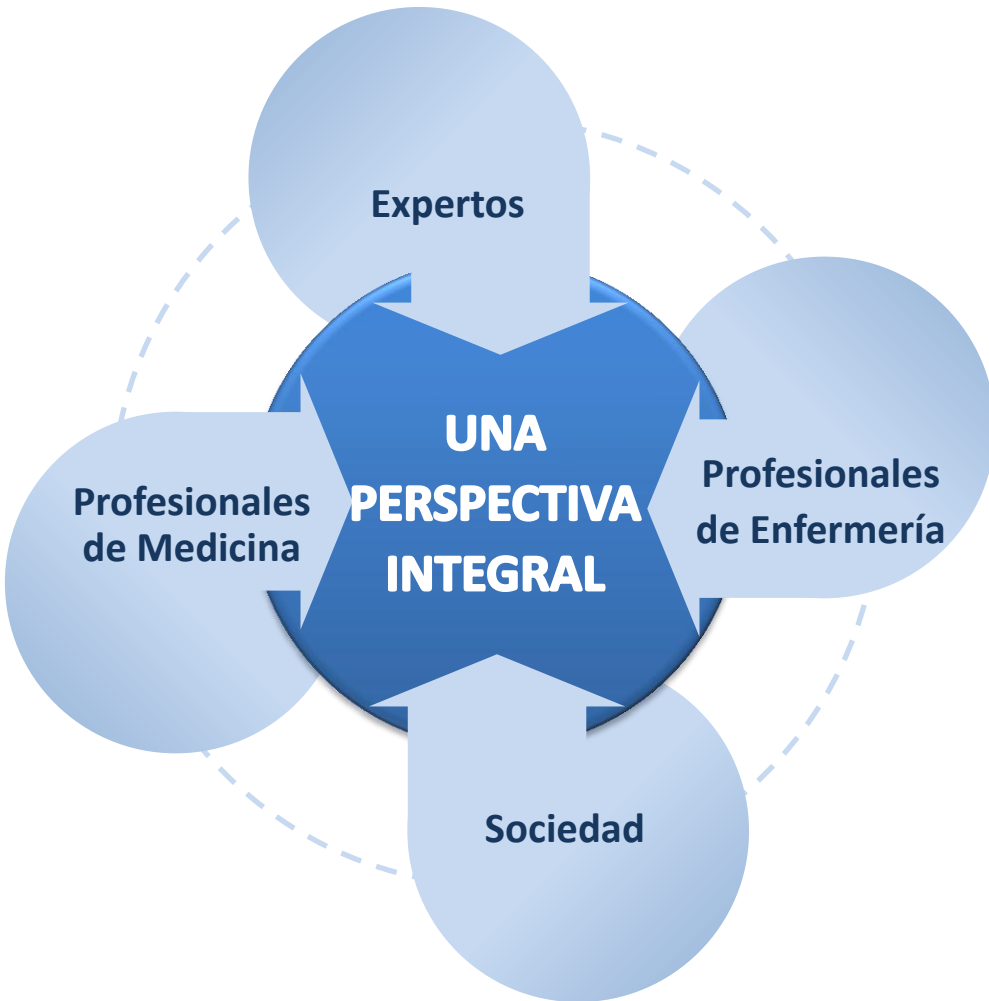 Expertos
UNA
PERSPECTIVA
INTEGRAL
Profesionales
de Medicina
Profesionales
de Enfermería
Sociedad